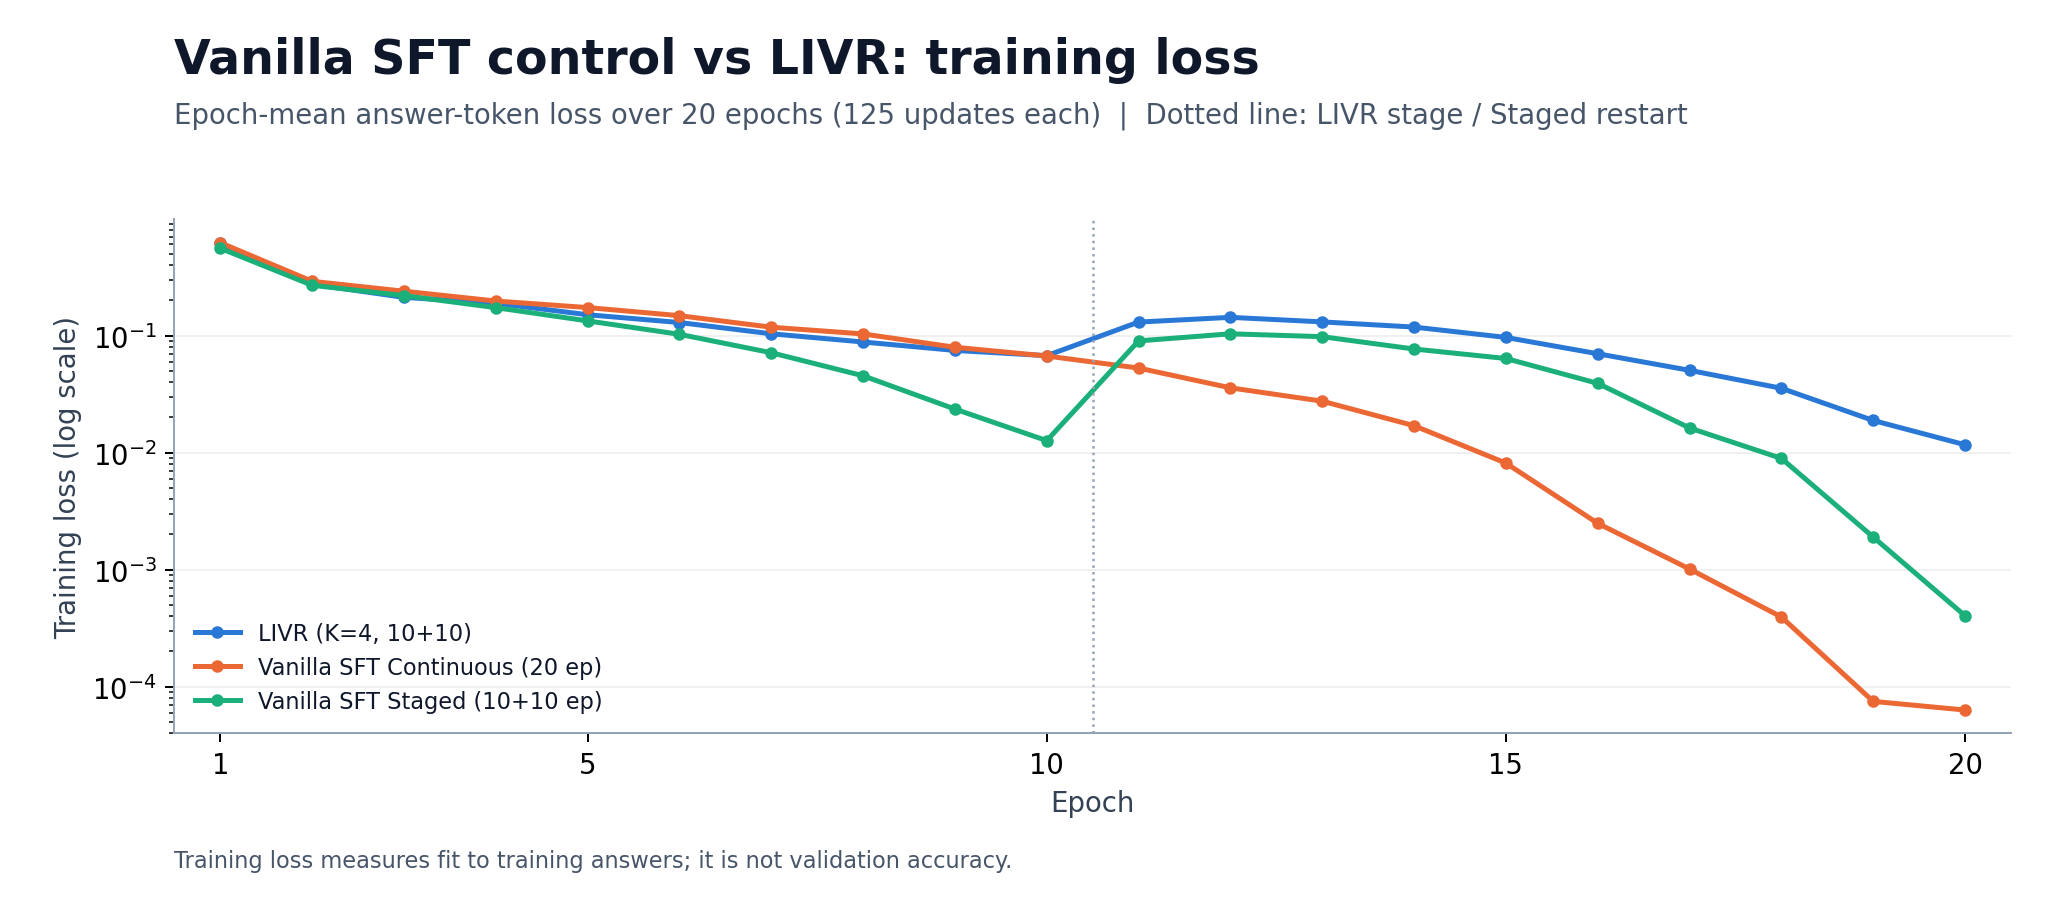 Vanilla SFT control vs LIVR: training loss
Epoch-mean answer-token loss over 20 epochs (125 updates each)  |  Dotted line: LIVR stage / Staged restart
Training loss (log scale)
10⁻¹
10⁻²
10⁻³
10⁻⁴
LIVR (K=4, 10+10)
Vanilla SFT Continuous (20 ep)
Vanilla SFT Staged (10+10 ep)
1 5 10 15 20
Epoch
Training loss measures fit to training answers; it is not validation accuracy.